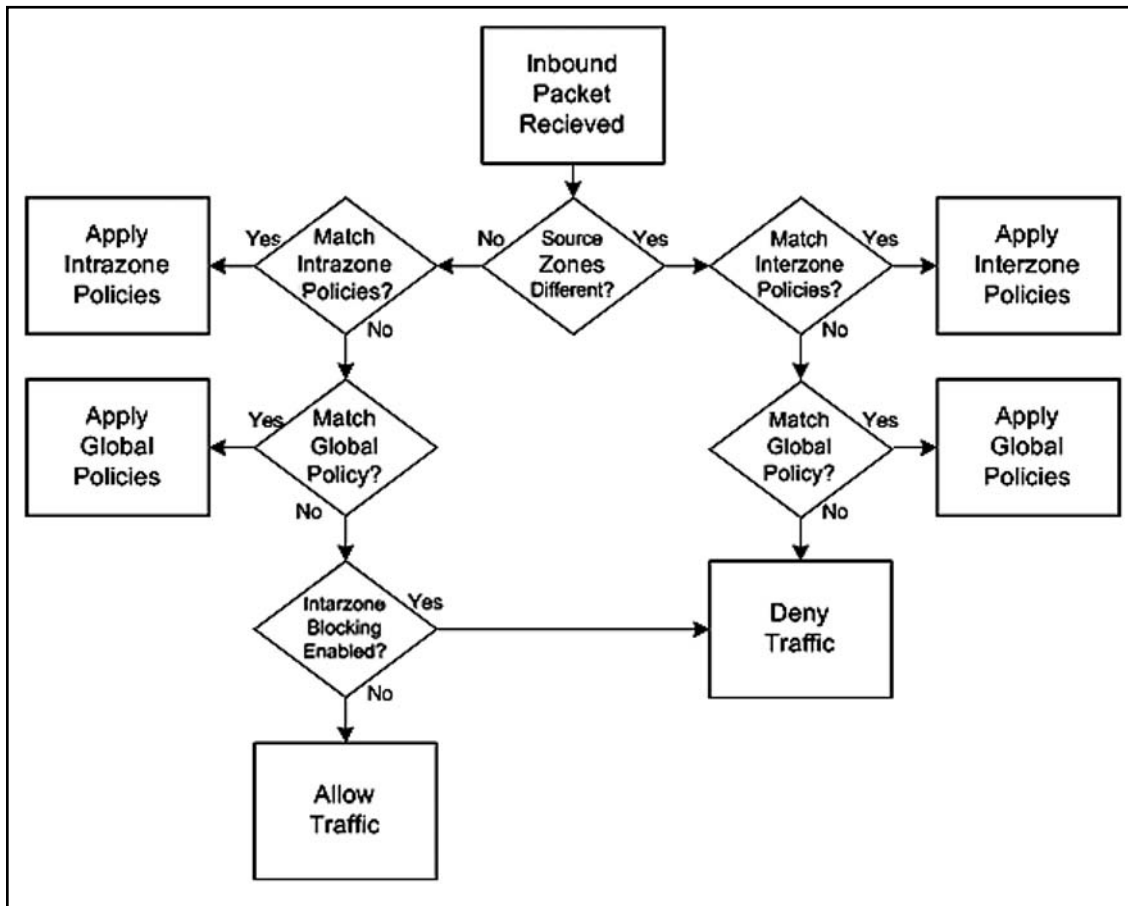 Inbound
Packet
Recieved
No
Source
Zones
Different?
Yes
Yes
Match
Intrazone
Policies?
No
Apply
Intrazone
Policies
Match
Interzone
Policies?
Yes
No
Apply
Interzone
Policies
Yes
Match
Global
Policy?
No
Apply
Global
Policies
Match
Global
Policy?
Yes
No
Apply
Global
Policies
Intarzone
Blocking
Enabled?
Yes
No
Deny
Traffic
Allow
Traffic